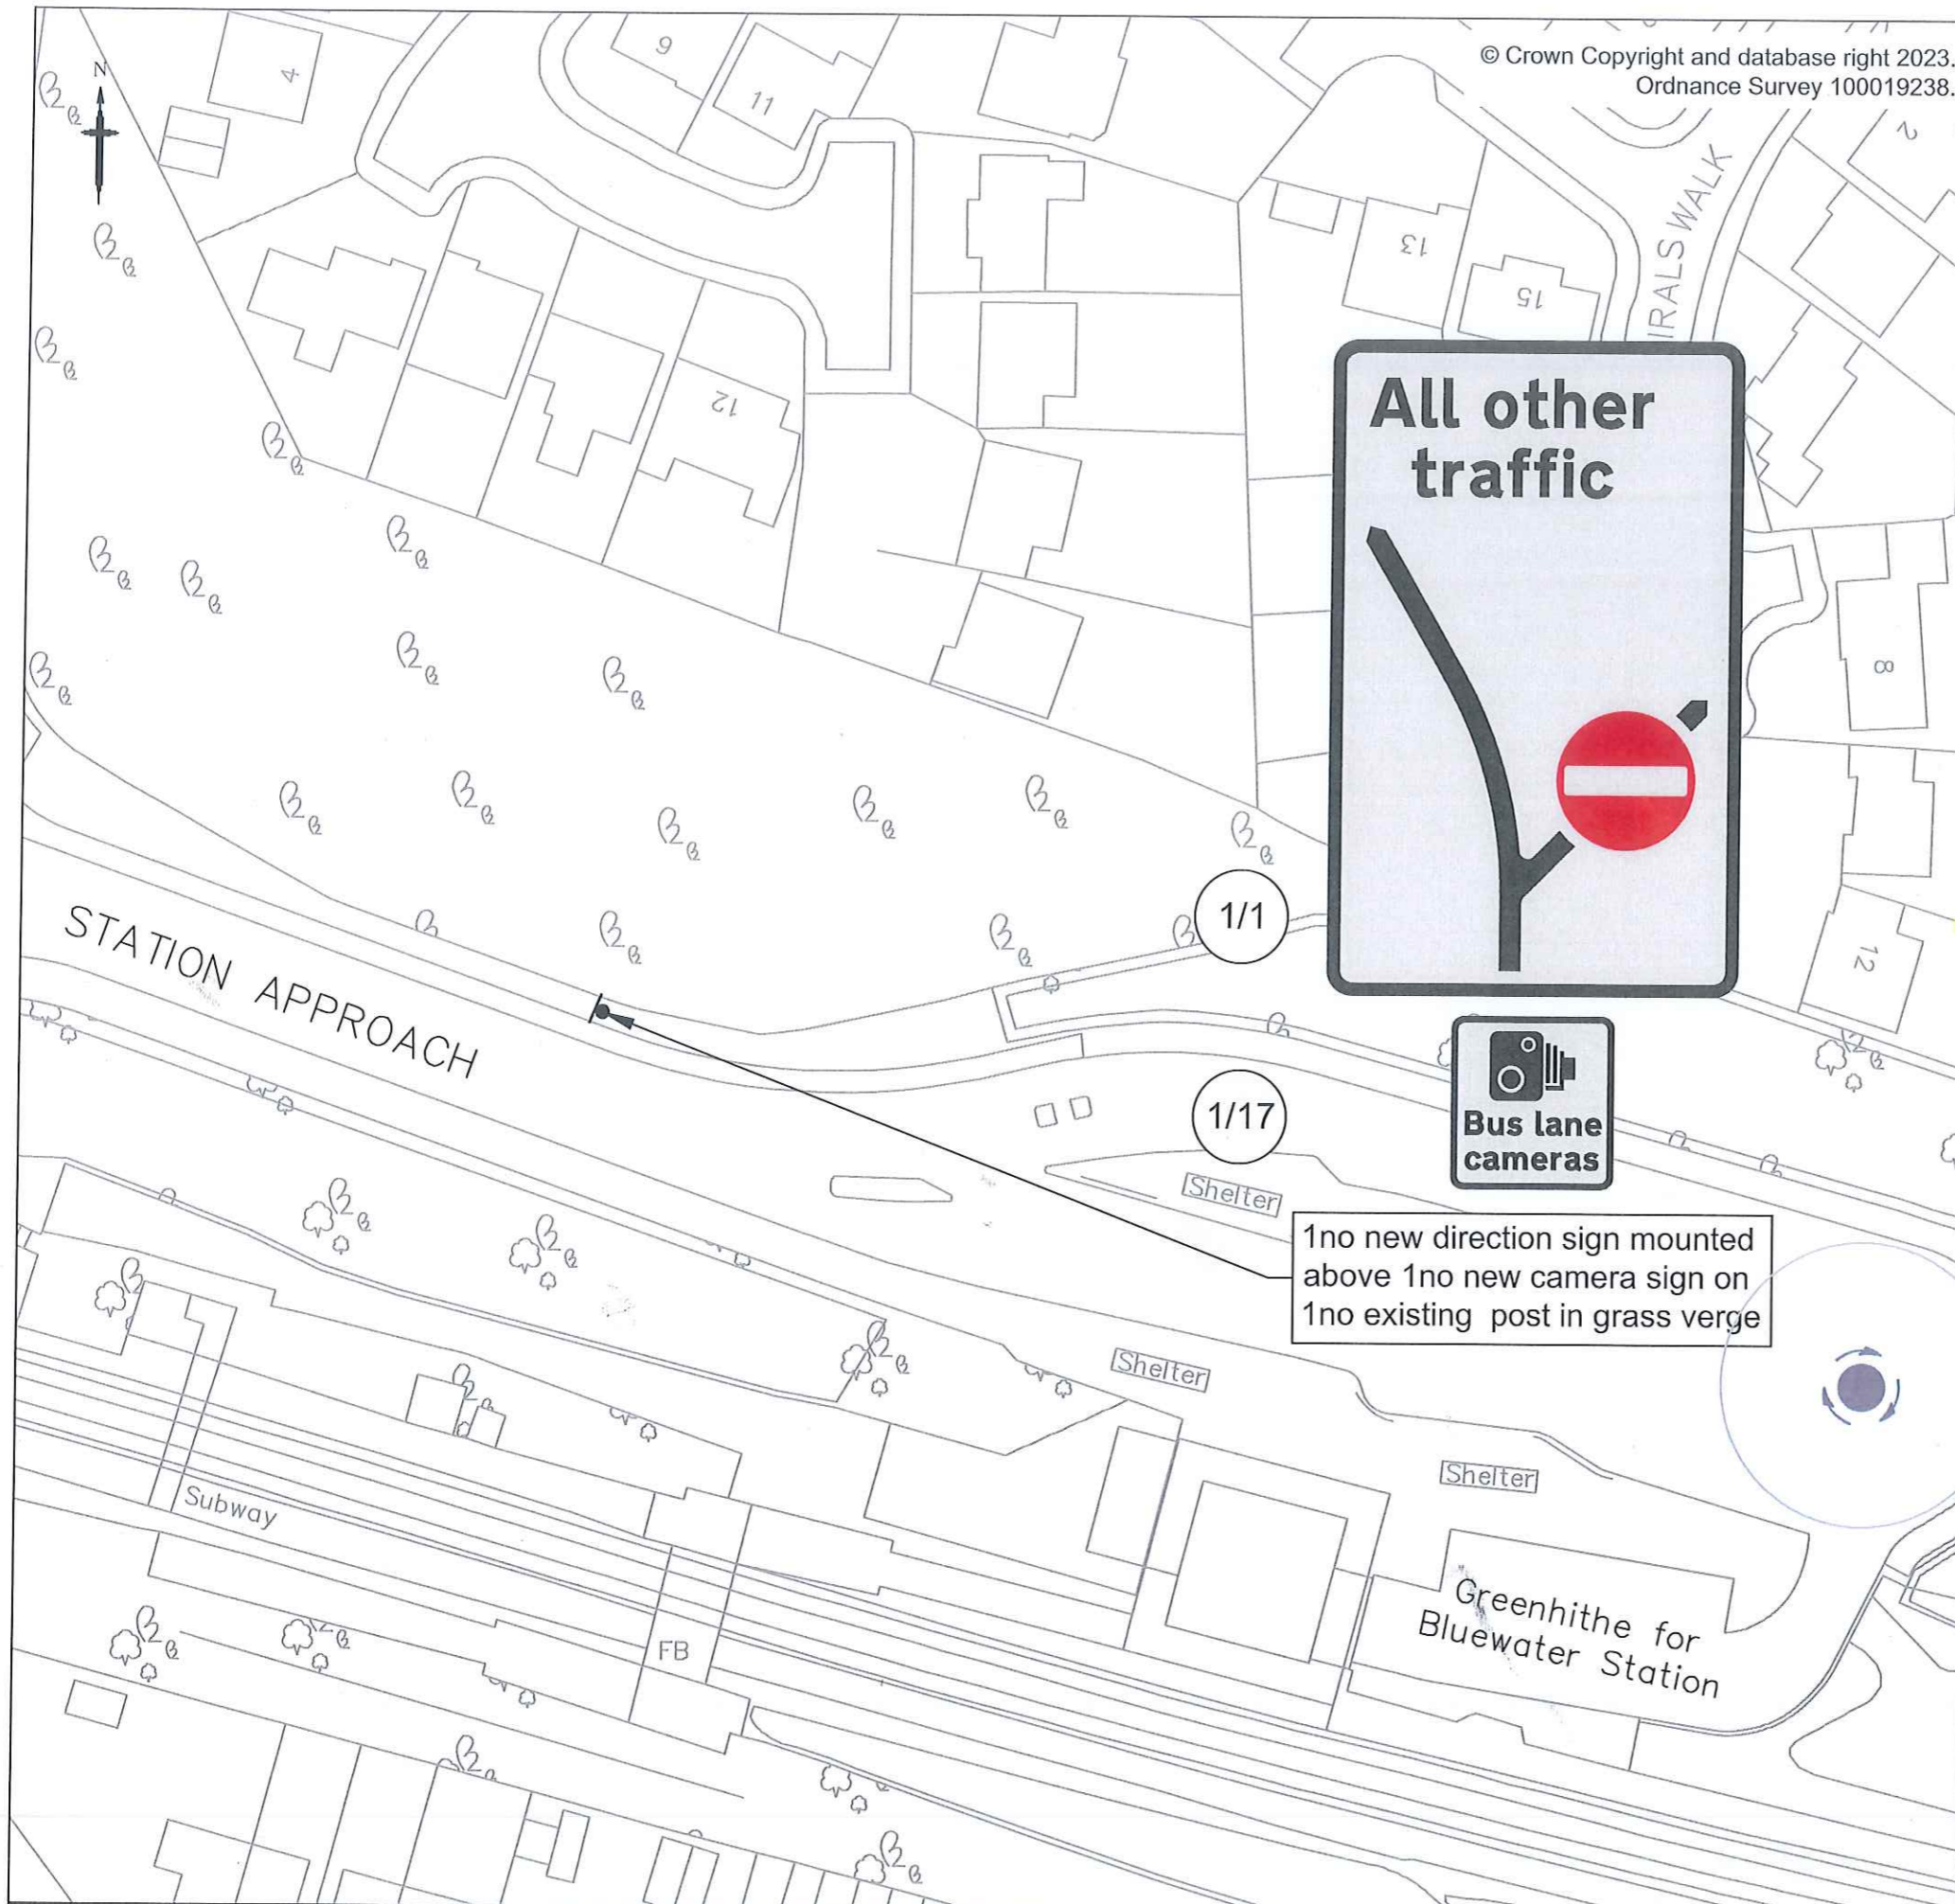 © Crown Copyright and database right 2023.
Ordnance Survey 100019238.
N
4
9
11
2
13
15
IRALS WALK
12
All other
traffic
8
12
1/1
STATION APPROACH
1/17
Bus lane
cameras
Shelter
1no new direction sign mounted
above 1no new camera sign on
1no existing post in grass verge
Shelter
Shelter
Subway
FB
Greenhithe for
Bluewater Station